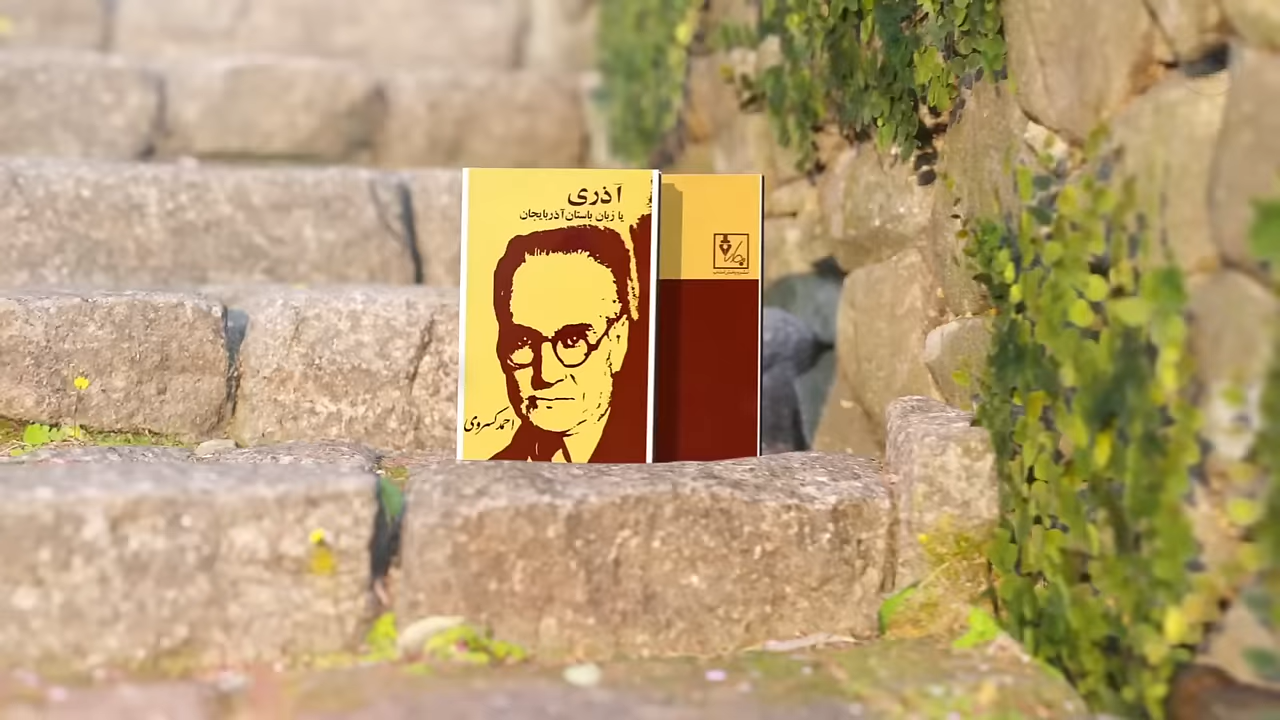 آذری
یا زبان باستان آذربایجان
احمد کسروی